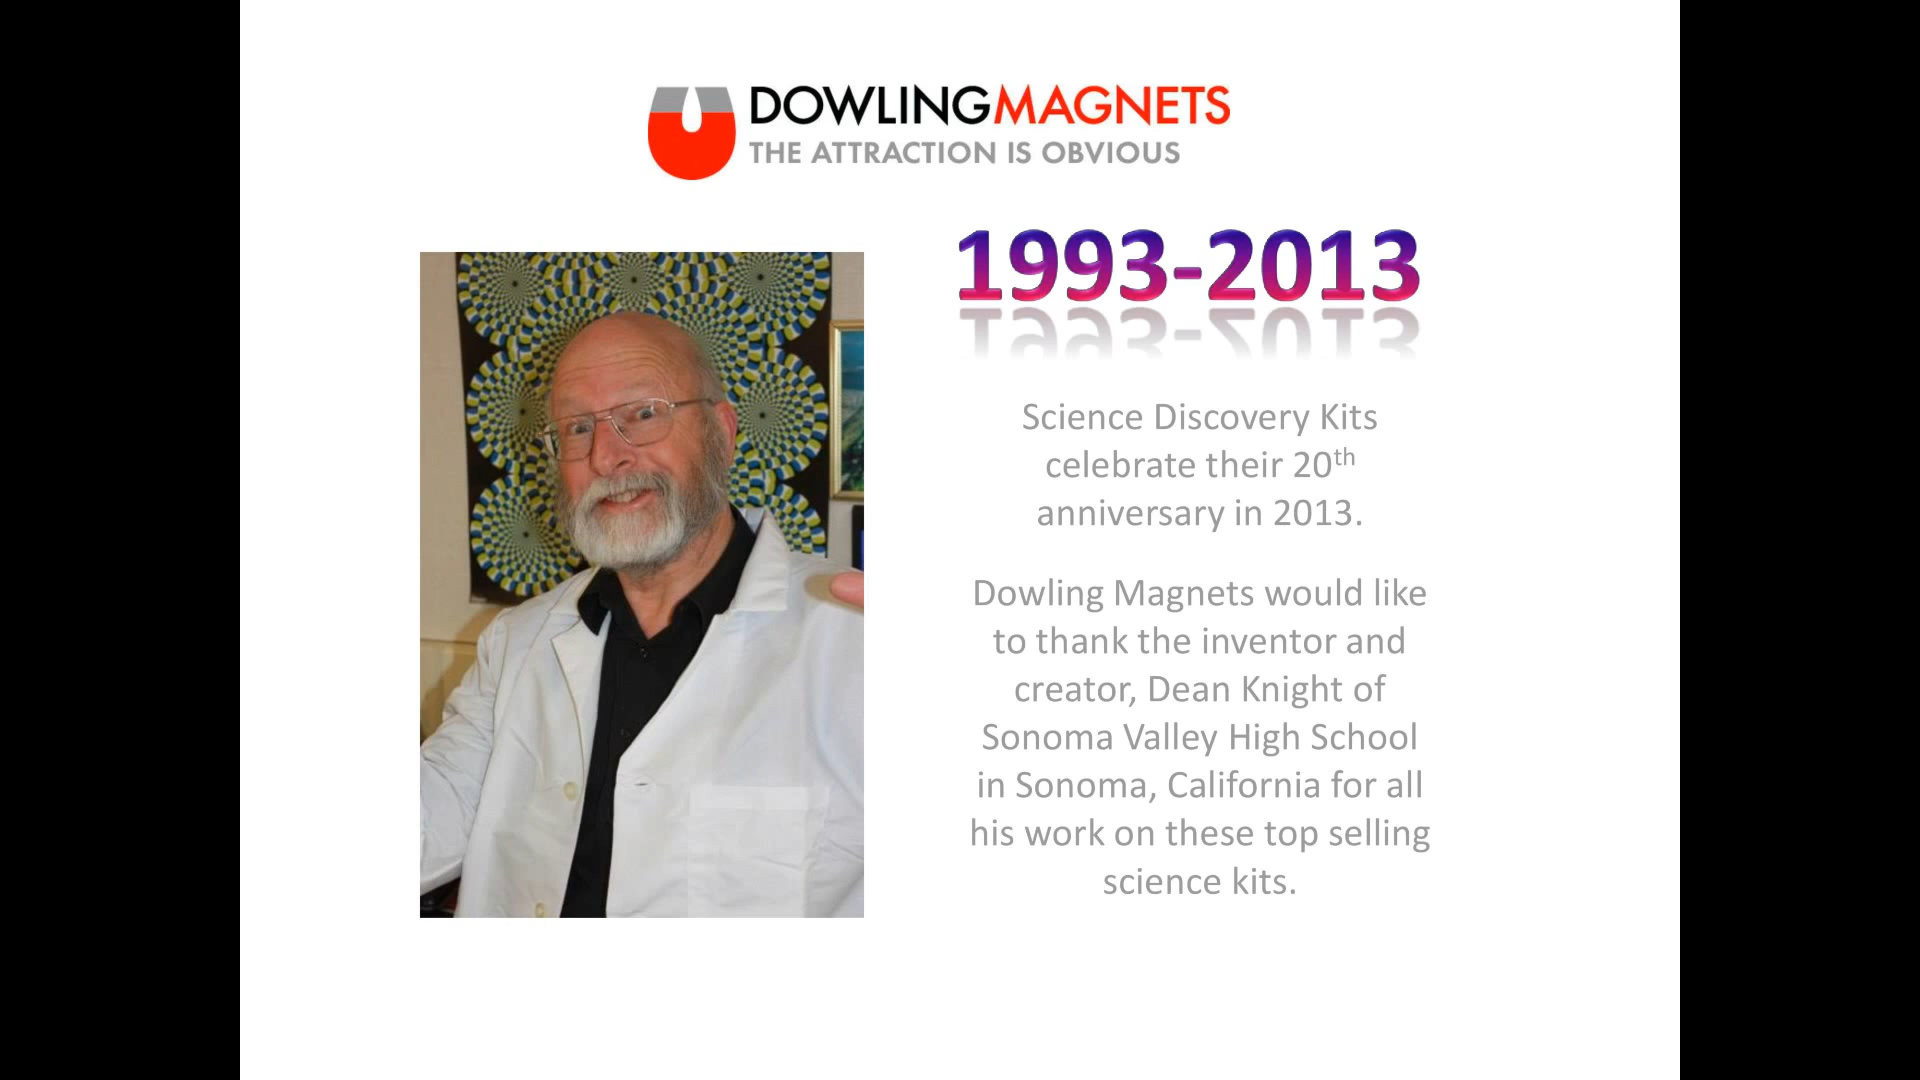 DOWLINGMAGNETS
THE ATTRACTION IS OBVIOUS
1993-2013
Science Discovery Kits
celebrate their 20th
anniversary in 2013.
Dowling Magnets would like
to thank the inventor and
creator, Dean Knight of
Sonoma Valley High School
in Sonoma, California for all
his work on these top selling
science kits.